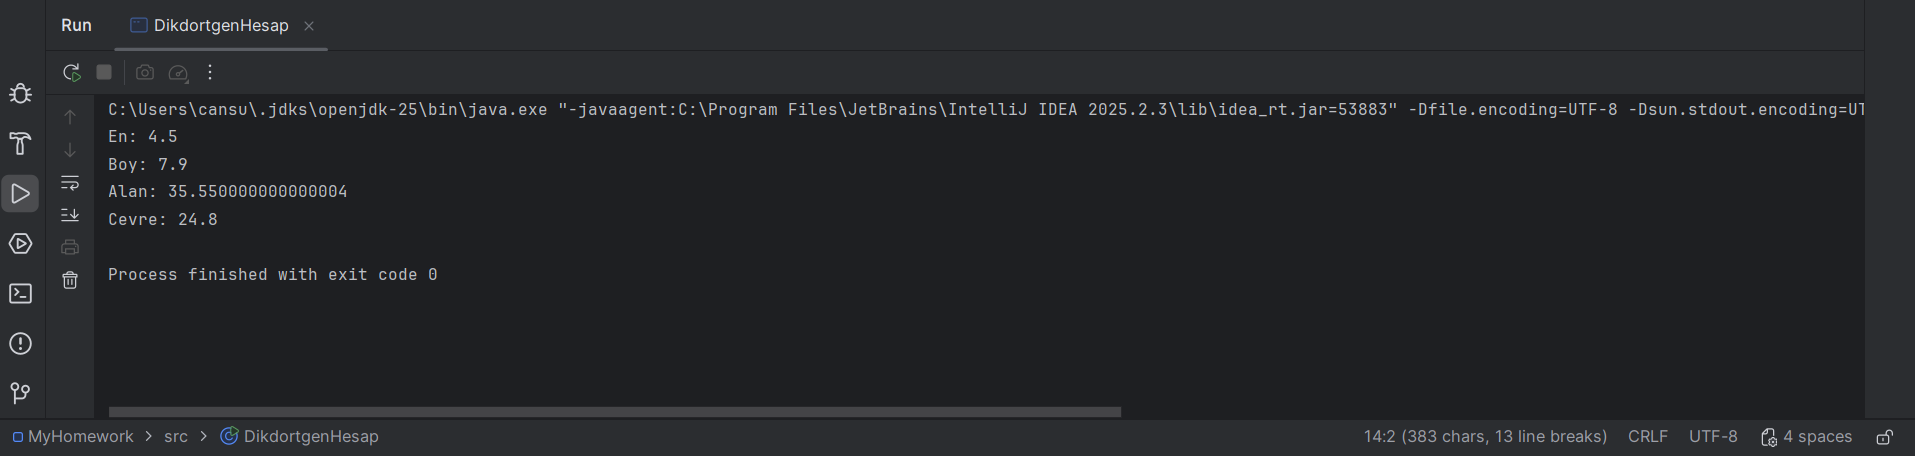 Run DikdortgenHesap
C:\Users\cansu\.jdks\openjdk-25\bin\java.exe "-javaagent:C:\Program Files\JetBrains\IntelliJ IDEA 2025.2.3\lib\idea_rt.jar=53883" -Dfile.encoding=UTF-8 -Dsun.stdout.encoding=UT
En: 4.5
Boy: 7.9
Alan: 35.550000000000004
Cevre: 24.8
Process finished with exit code 0
MyHomework > src > DikdortgenHesap 14:2 (383 chars, 13 line breaks) CRLF UTF-8 4 spaces